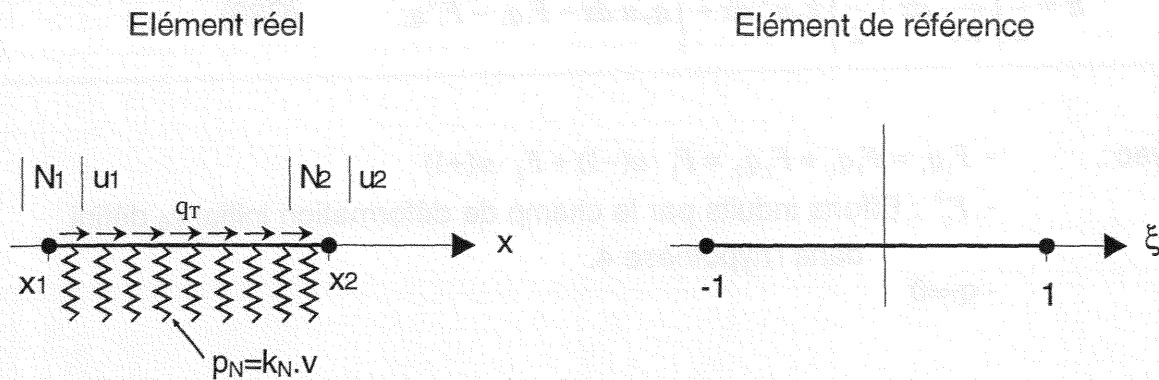 Elément réel
Elément de référence
N1 u1 N2 u2
qT
x
ξ
x1 x2
-1 1
pN=kN.v